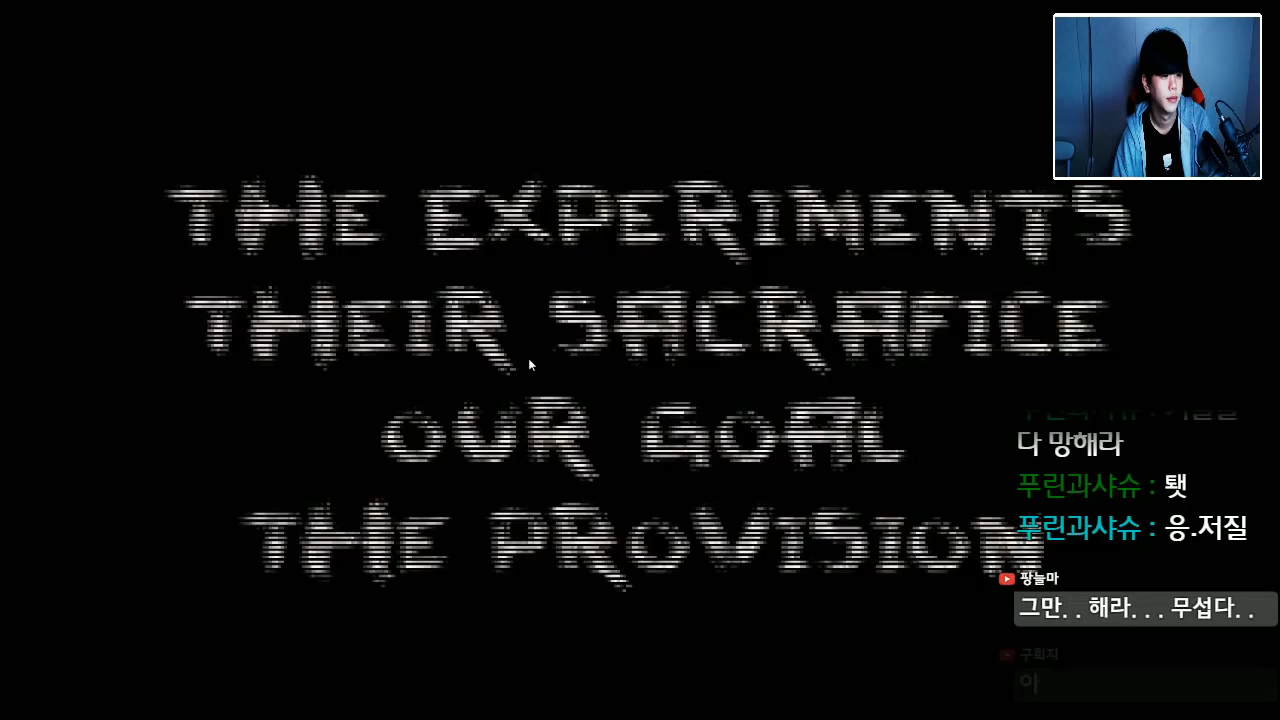 THE EXPERIMENTS
THEIR SACRAFICE
OUR GOAL
THE PROVISION
다 망해라
푸린과샤슈 : 탯
푸린과샤슈 : 응.저질
팡늘마
그만. . 해라. . . 무섭다. .
구희지
아